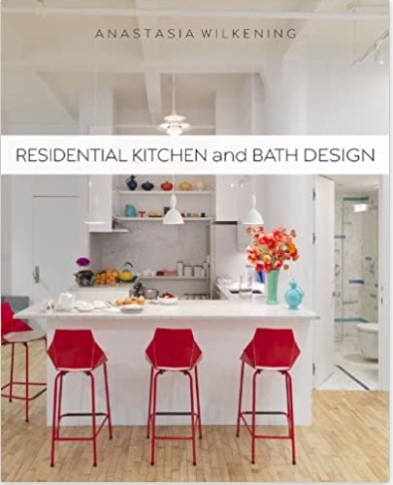 ANASTASIA WILKENING
RESIDENTIAL KITCHEN and BATH DESIGN